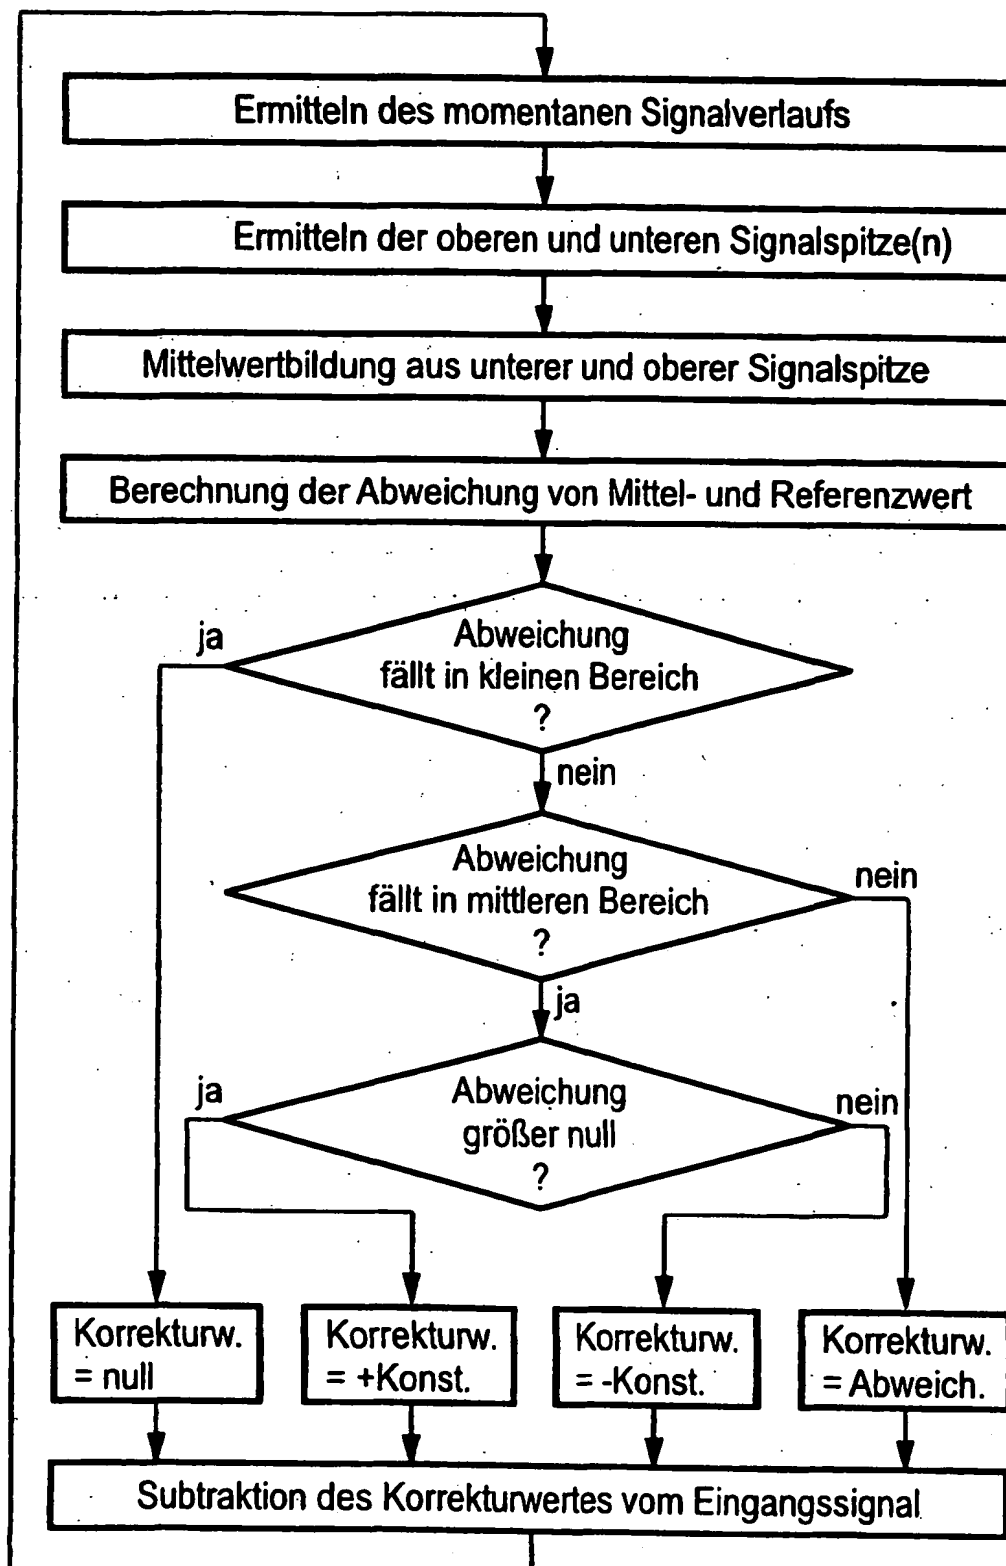 Ermitteln des momentanen Signalverlaufs
Ermitteln der oberen und unteren Signalspitze(n)
Mittelwertbildung aus unterer und oberer Signalspitze
Berechnung der Abweichung von Mittel- und Referenzwert
ja
Abweichung
fällt in kleinen Bereich
?
nein
Abweichung
fällt in mittleren Bereich
?
nein
ja
ja
Abweichung
größer null
?
nein
Korrekturw.
= null
Korrekturw.
= +Konst.
Korrekturw.
= -Konst.
Korrekturw.
= Abweich.
Subtraktion des Korrekturwertes vom Eingangssignal